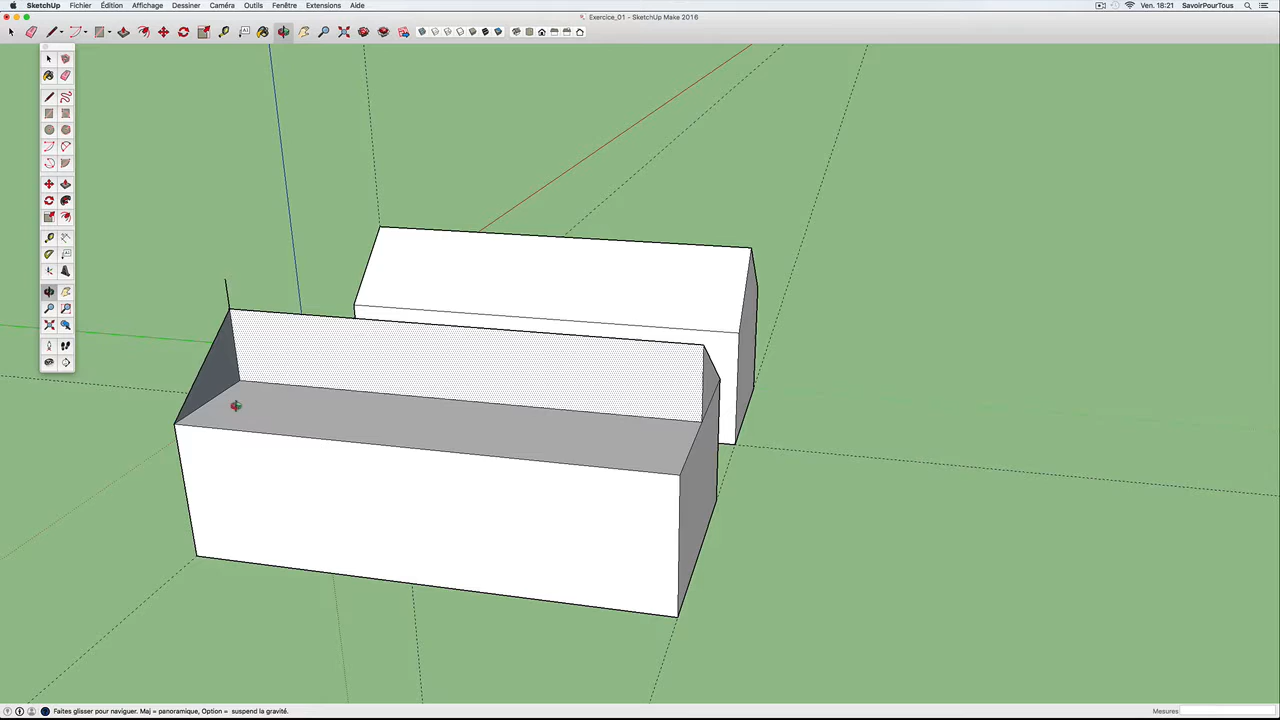 SketchUp Fichier Édition Affichage Dessiner Caméra Outils Fenêtre Extensions Aide Ven. 18:21 SavoirPourTous
Exercice_01 - SketchUp Make 2016
Faites glisser pour naviguer. Maj = panoramique, Option = suspend la gravité. Mesures